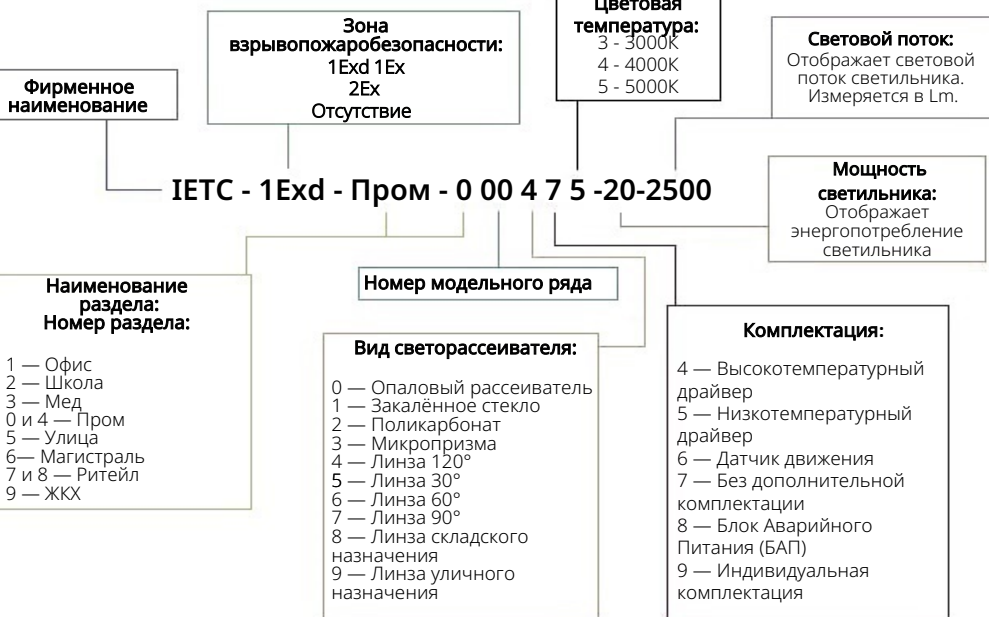 Фирменное
наименование
Зона
взрывопожаробезопасности:
1Exd 1Ex
2Ex
Отсутствие
Цветовая
температура:
3 - 3000К
4 - 4000К
5 - 5000К
Световой поток:
Отображает световой
поток светильника.
Измеряется в Lm.
IETC - 1Exd - Пром - 0 00 4 7 5 -20-2500
Мощность
светильника:
Отображает
энергопотребление
светильника
Наименование
раздела:
Номер раздела:
1 — Офис
2 — Школа
3 — Мед
0 и 4 — Пром
5 — Улица
6— Магистраль
7 и 8 — Ритейл
9 — ЖКХ
Номер модельного ряда
Вид светорассеивателя:
0 — Опаловый рассеиватель
1 — Закалённое стекло
2 — Поликарбонат
3 — Микропризма
4 — Линза 120°
5 — Линза 30°
6 — Линза 60°
7 — Линза 90°
8 — Линза складского
назначения
9 — Линза уличного
назначения
Комплектация:
4 — Высокотемпературный
драйвер
5 — Низкотемпературный
драйвер
6 — Датчик движения
7 — Без дополнительной
комплектации
8 — Блок Аварийного
Питания (БАП)
9 — Индивидуальная
комплектация